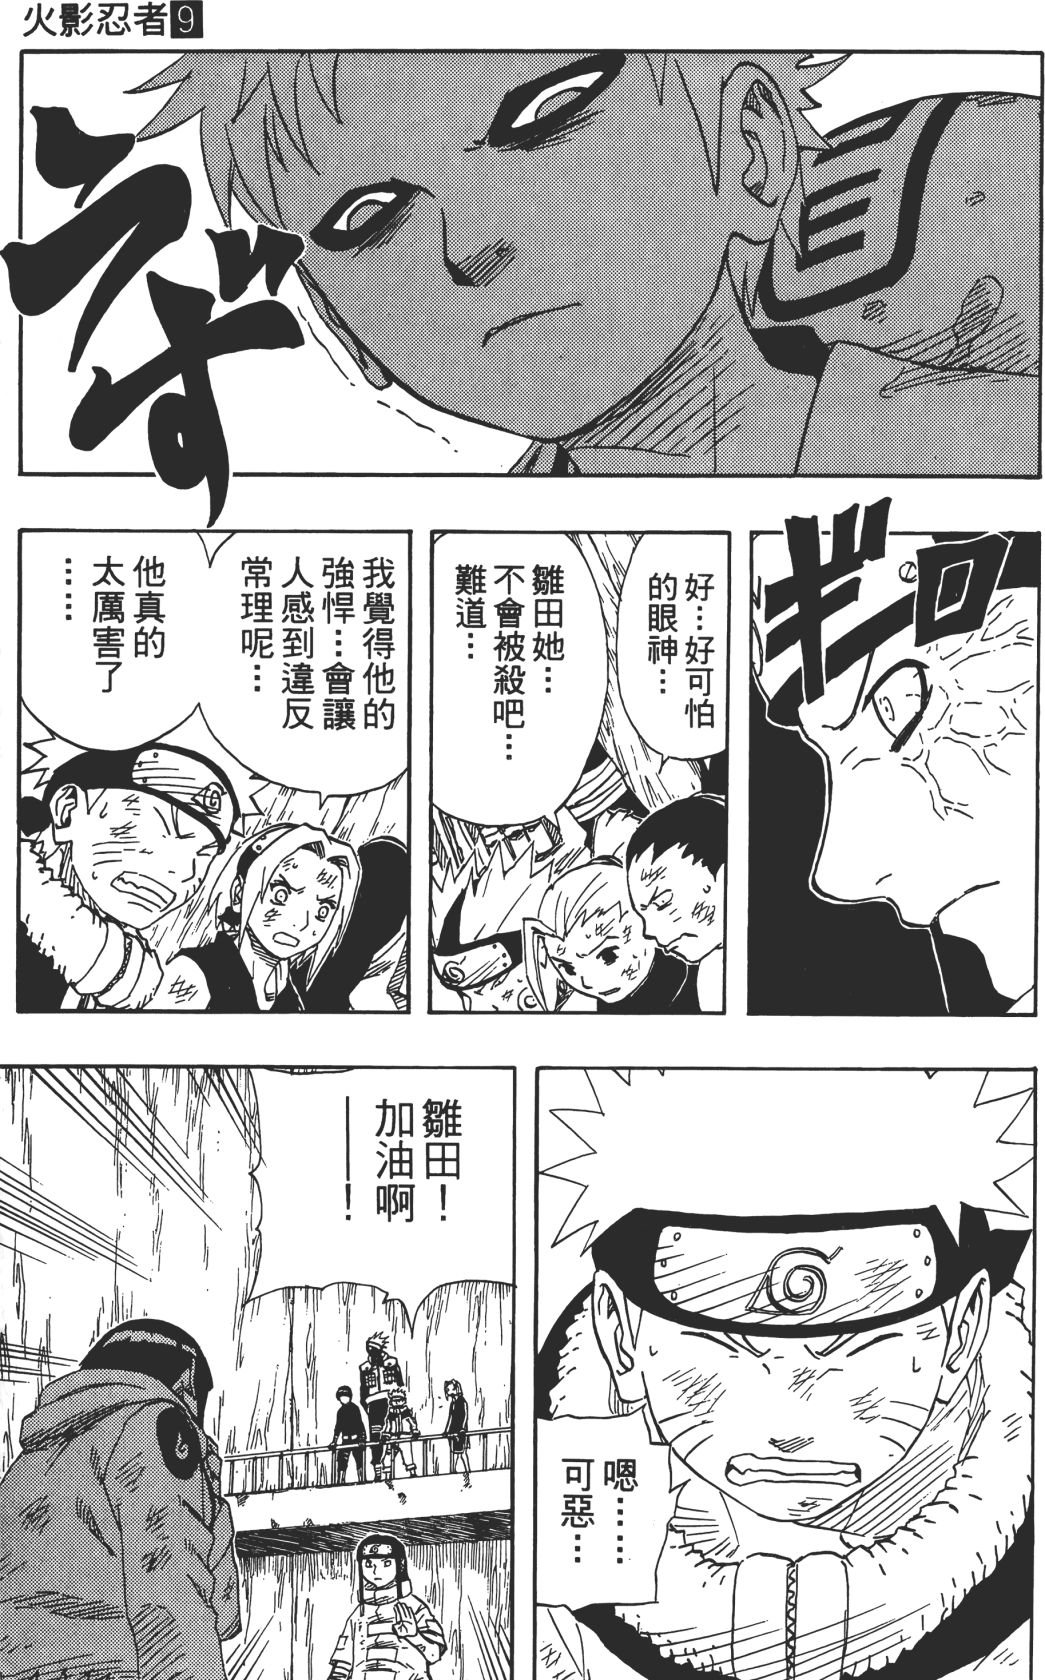 火影忍者9
うず
ギロ
好…好可怕
的眼神…
雛田她…
不會被殺吧…
難道…
我覺得他的
強悍…會讓
人感到違反
常理呢…
他真的
太厲害了
……
嗯……
可惡…
雛田！
加油啊
——！